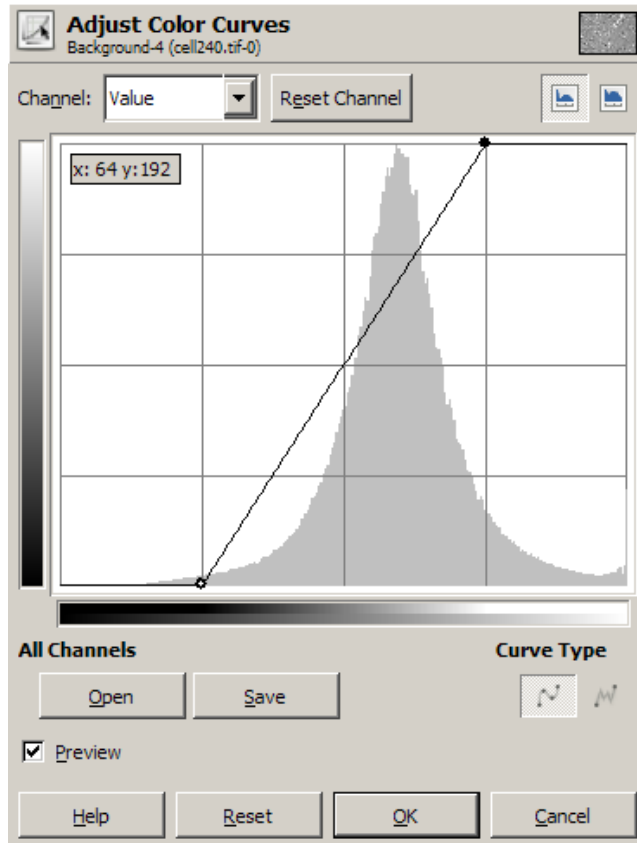 Adjust Color Curves
Background-4 (cell240.tif-0)
Channel: Value Reset Channel
x: 64 y:192
All Channels Curve Type
Open Save
Preview
Help Reset OK Cancel